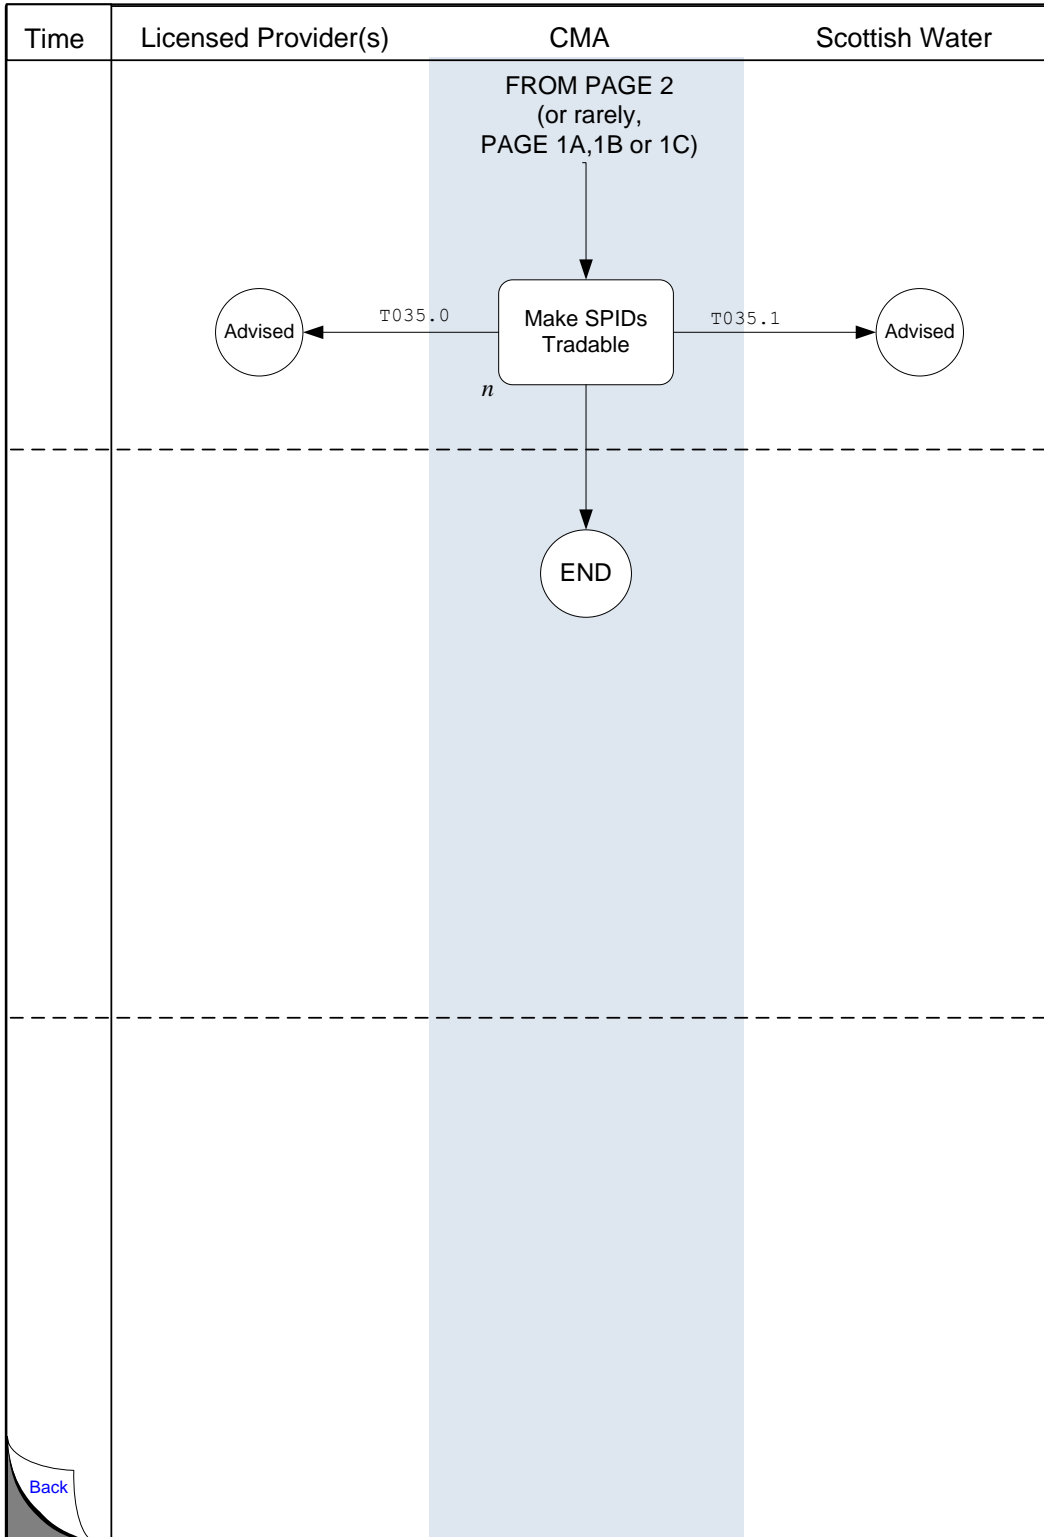 Time
Licensed Provider(s)
CMA
Scottish Water
FROM PAGE 2
(or rarely,
PAGE 1A,1B or 1C)
Advised
T035.0
Make SPIDs
Tradable
T035.1
Advised
n
END
Back